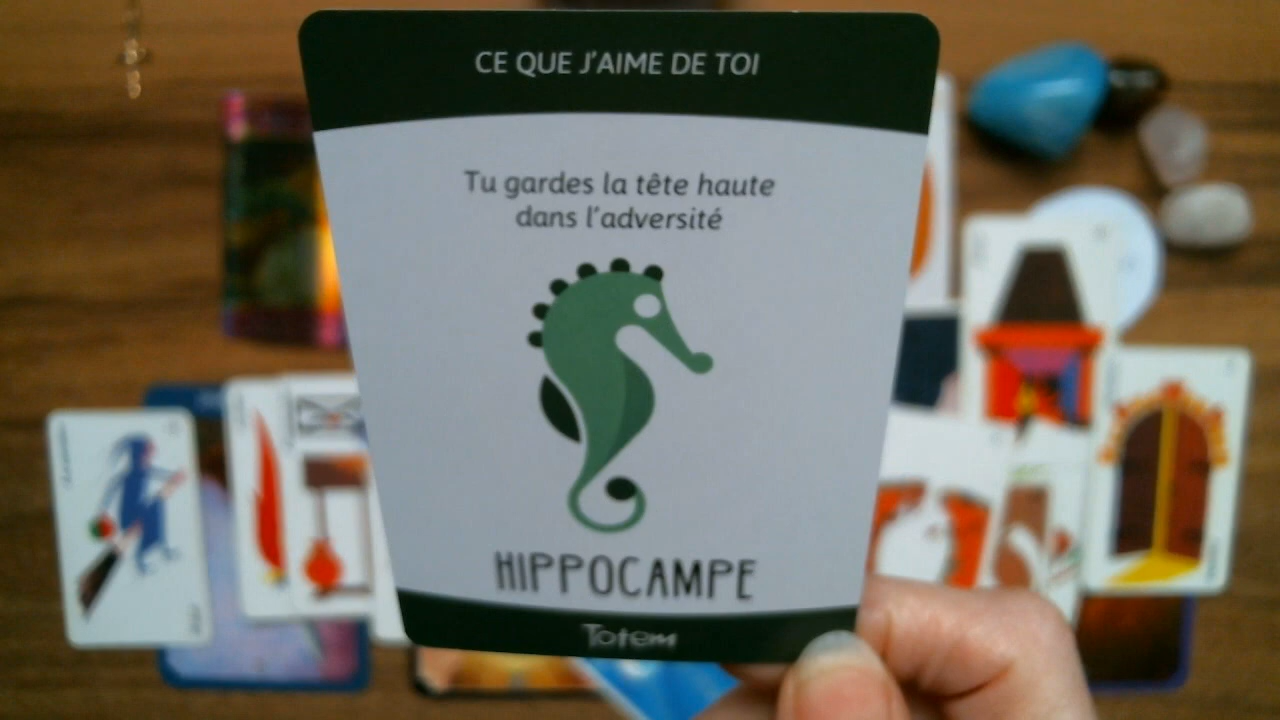 CE QUE J'AIME DE TOI
Tu gardes la tête haute
dans l'adversité
HIPPOCAMPE
Totem